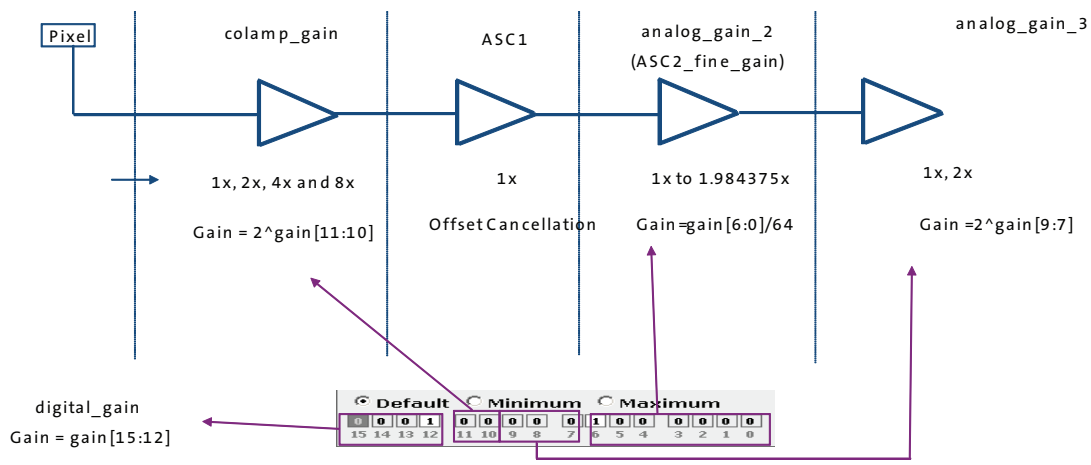 Pixel
colamp_gain
ASC1
analog_gain_2
(ASC2_fine_gain)
analog_gain_3
1x, 2x, 4x and 8x
1x
1x to 1.984375x
1x, 2x
Gain = 2^gain[11:10]
Offset Cancellation
Gain=gain[6:0]/64
Gain =2^gain[9:7]
digital_gain
Gain = gain[15:12]
Default Minimum Maximum
0 0 0 1 0 0 0 0 0 1 0 0 0 0 0 0
15 14 13 12 11 10 9 8 7 6 5 4 3 2 1 0